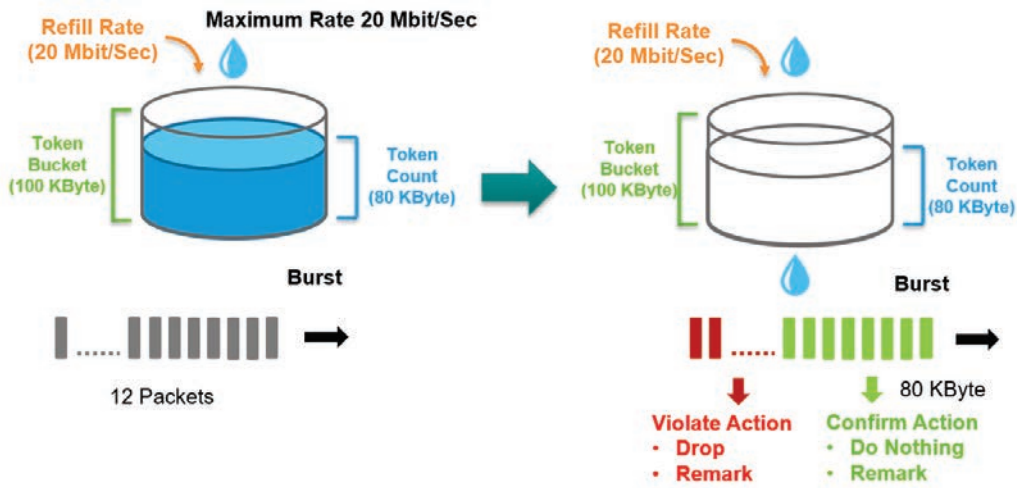 Maximum Rate 20 Mbit/Sec
Refill Rate
(20 Mbit/Sec)
Token
Bucket
(100 KByte)
Token
Count
(80 KByte)
Burst
12 Packets
Refill Rate
(20 Mbit/Sec)
Token
Bucket
(100 KByte)
Token
Count
(80 KByte)
Burst
80 KByte
Violate Action
• Drop
• Remark
Confirm Action
• Do Nothing
• Remark